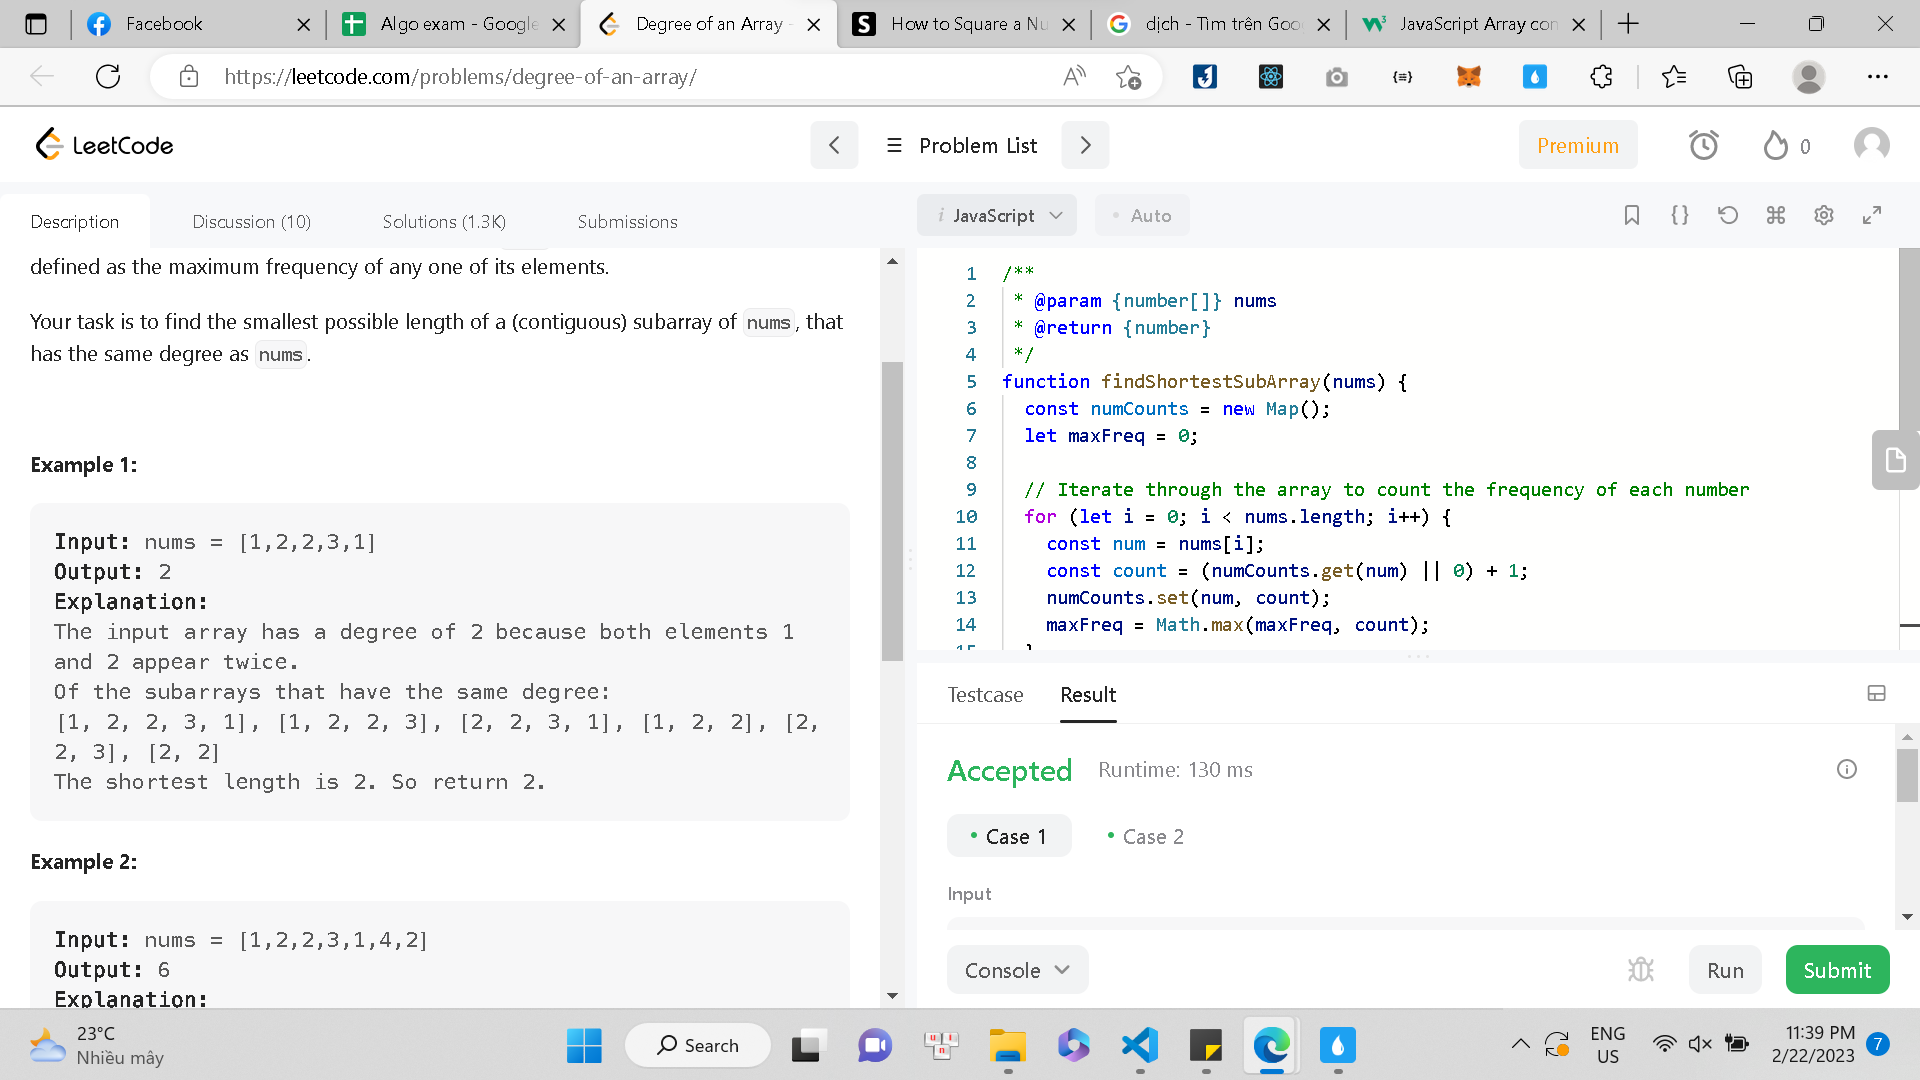 Facebook
Algo exam - Google
Degree of an Array -
How to Square a Nu
dịch - Tìm trên Goo
JavaScript Array con
https://leetcode.com/problems/degree-of-an-array/
LeetCode
Problem List
Premium
0
Description
Discussion (10)
Solutions (1.3K)
Submissions
i JavaScript
Auto
defined as the maximum frequency of any one of its elements.
Your task is to find the smallest possible length of a (contiguous) subarray of nums, that
has the same degree as nums.
Example 1:
Input: nums = [1,2,2,3,1]
Output: 2
Explanation:
The input array has a degree of 2 because both elements 1
and 2 appear twice.
Of the subarrays that have the same degree:
[1, 2, 2, 3, 1], [1, 2, 2, 3], [2, 2, 3, 1], [1, 2, 2], [2,
2, 3], [2, 2]
The shortest length is 2. So return 2.
Example 2:
Input: nums = [1,2,2,3,1,4,2]
Output: 6
Explanation:
1 /**
2 * @param {number[]} nums
3 * @return {number}
4 */
5 function findShortestSubArray(nums) {
6 const numCounts = new Map();
7 let maxFreq = 0;
8
9 // Iterate through the array to count the frequency of each number
10 for (let i = 0; i < nums.length; i++) {
11 const num = nums[i];
12 const count = (numCounts.get(num) || 0) + 1;
13 numCounts.set(num, count);
14 maxFreq = Math.max(maxFreq, count);
15 }
Testcase
Result
Accepted
Runtime: 130 ms
Case 1
Case 2
Input
Console
Run
Submit
23°C
Nhiều mây
Search
ENG
US
11:39 PM
2/22/2023
7